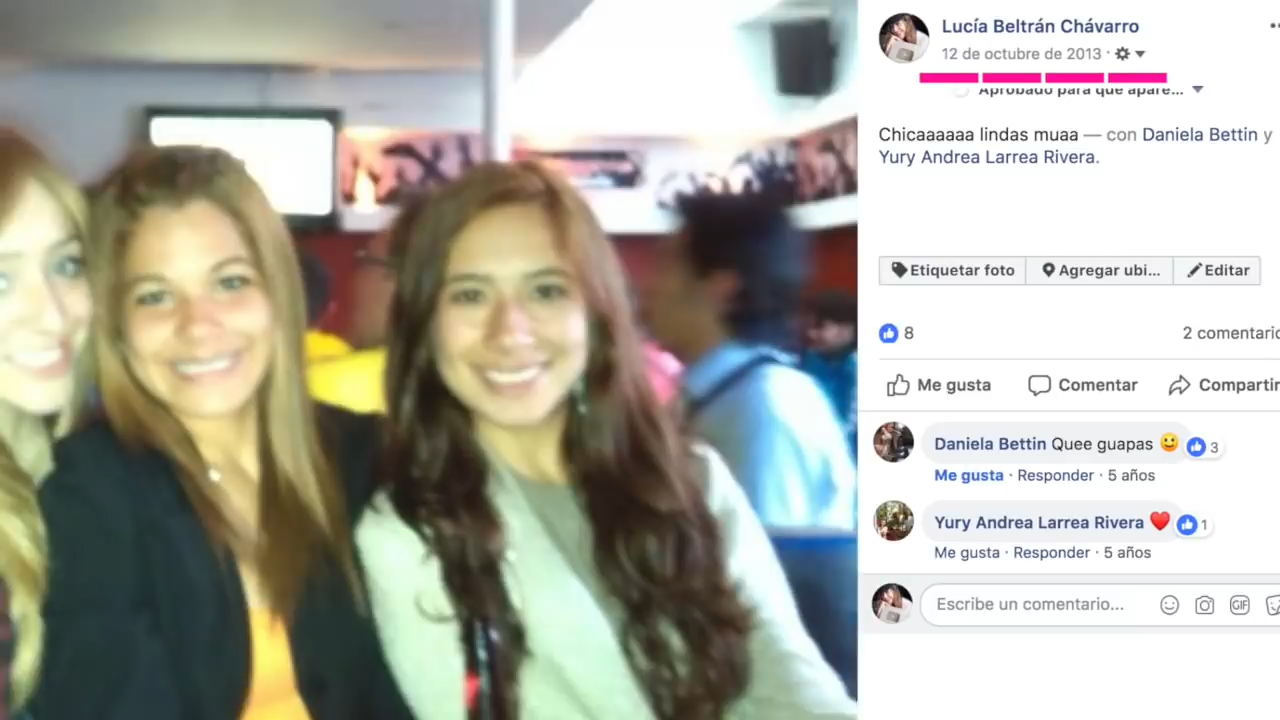 Lucía Beltrán Chávarro
12 de octubre de 2013 ·
Aprobado para que apare...
Chicaaaaaa lindas muaa — con Daniela Bettin y
Yury Andrea Larrea Rivera.
Etiquetar foto Agregar ubi... Editar
8 2 comentario
Me gusta Comentar Compartir
Daniela Bettin Quee guapas 😀 3
Me gusta · Responder · 5 años
Yury Andrea Larrea Rivera ❤️ 1
Me gusta · Responder · 5 años
Escribe un comentario... GIF